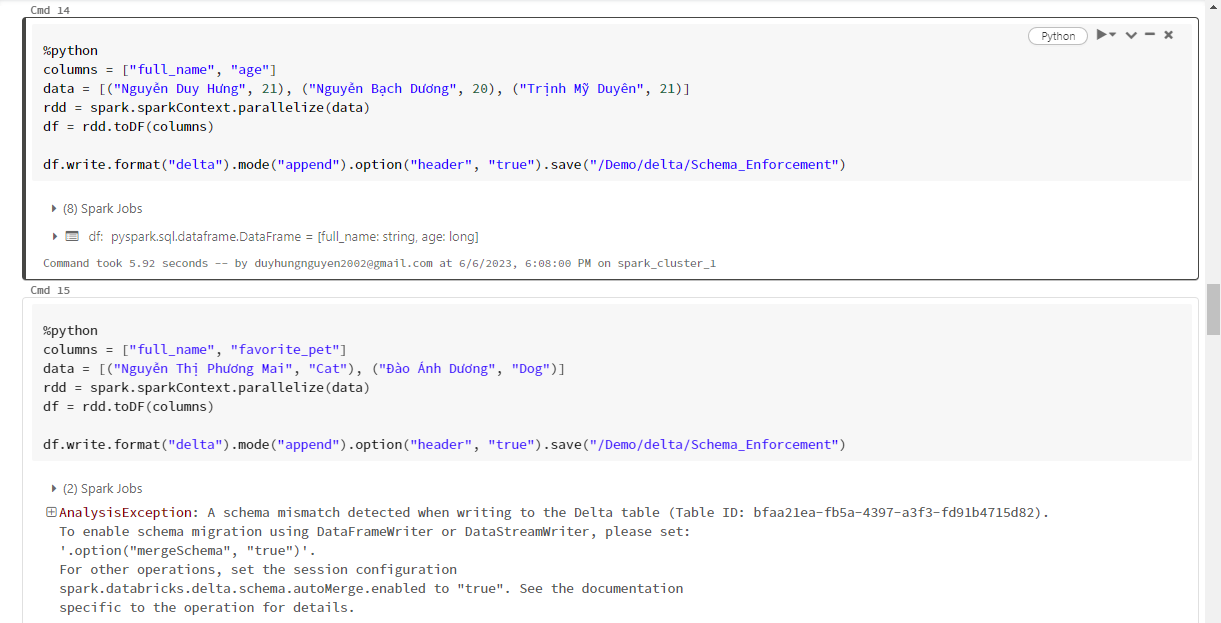 Cmd 14
Python
%python
columns = ["full_name", "age"]
data = [("Nguyễn Duy Hưng", 21), ("Nguyễn Bạch Dương", 20), ("Trịnh Mỹ Duyên", 21)]
rdd = spark.sparkContext.parallelize(data)
df = rdd.toDF(columns)
df.write.format("delta").mode("append").option("header", "true").save("/Demo/delta/Schema_Enforcement")
(8) Spark Jobs
df: pyspark.sql.dataframe.DataFrame = [full_name: string, age: long]
Command took 5.92 seconds -- by duyhungnguyen2002@gmail.com at 6/6/2023, 6:08:00 PM on spark_cluster_1
Cmd 15
%python
columns = ["full_name", "favorite_pet"]
data = [("Nguyễn Thị Phương Mai", "Cat"), ("Đào Ánh Dương", "Dog")]
rdd = spark.sparkContext.parallelize(data)
df = rdd.toDF(columns)
df.write.format("delta").mode("append").option("header", "true").save("/Demo/delta/Schema_Enforcement")
(2) Spark Jobs
AnalysisException: A schema mismatch detected when writing to the Delta table (Table ID: bfaa21ea-fb5a-4397-a3f3-fd91b4715d82).
To enable schema migration using DataFrameWriter or DataStreamWriter, please set:
'.option("mergeSchema", "true")'.
For other operations, set the session configuration
spark.databricks.delta.schema.autoMerge.enabled to "true". See the documentation
specific to the operation for details.